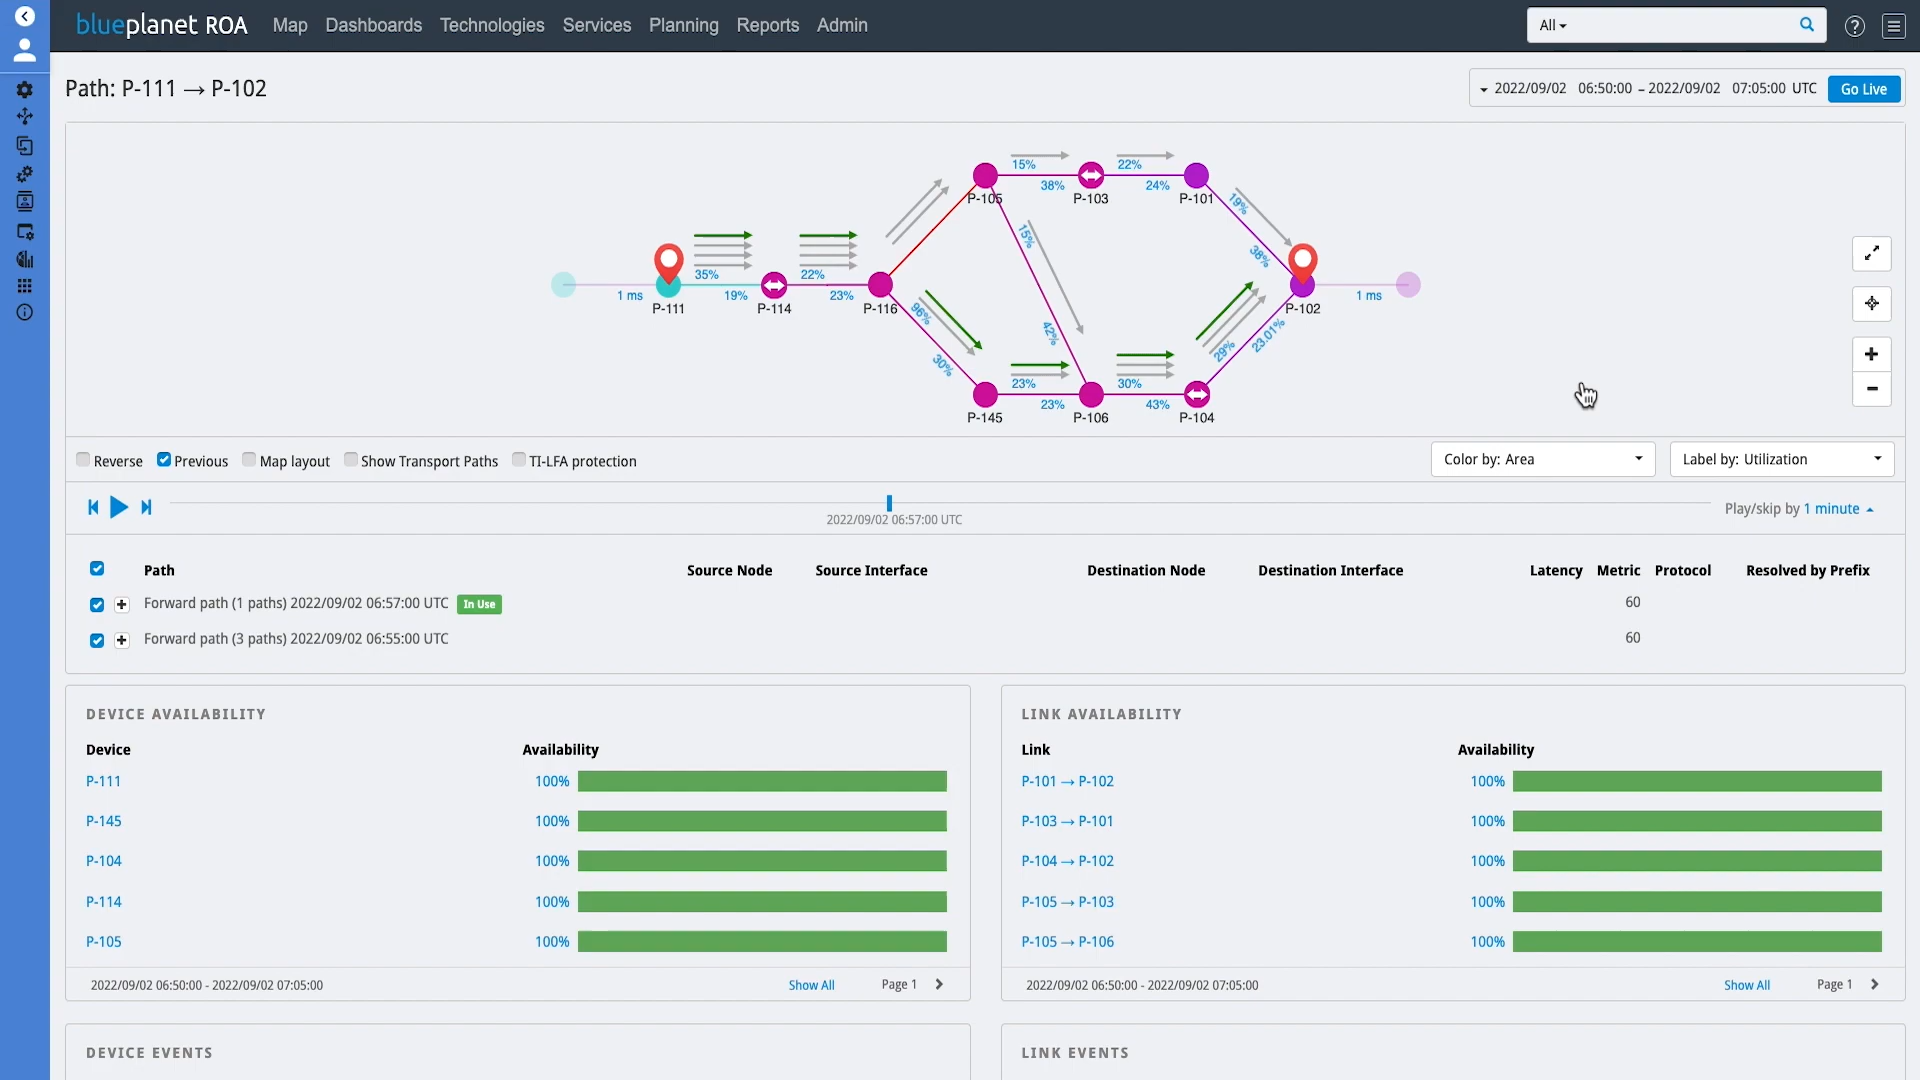 blueplanet ROA Map Dashboards Technologies Services Planning Reports Admin All
Path: P-111 → P-102
2022/09/02 06:50:00 – 2022/09/02 07:05:00 UTC Go Live
15% 22%
38% 24%
P-105 P-103 P-101
19%
15%
38%
35% 22%
1 ms 19% 23% 1 ms
P-111 P-114 P-116 P-102
96%
42%
23.01%
29%
30%
23% 30%
23% 43%
P-145 P-106 P-104
Reverse Previous Map layout Show Transport Paths TI-LFA protection Color by: Area Label by: Utilization
Play/skip by 1 minute
2022/09/02 06:57:00 UTC
Path Source Node Source Interface Destination Node Destination Interface Latency Metric Protocol Resolved by Prefix
Forward path (1 paths) 2022/09/02 06:57:00 UTC In Use 60
Forward path (3 paths) 2022/09/02 06:55:00 UTC 60
DEVICE AVAILABILITY
Device Availability
P-111 100%
P-145 100%
P-104 100%
P-114 100%
P-105 100%
2022/09/02 06:50:00 - 2022/09/02 07:05:00 Show All Page 1
LINK AVAILABILITY
Link Availability
P-101 → P-102 100%
P-103 → P-101 100%
P-104 → P-102 100%
P-105 → P-103 100%
P-105 → P-106 100%
2022/09/02 06:50:00 - 2022/09/02 07:05:00 Show All Page 1
DEVICE EVENTS
LINK EVENTS